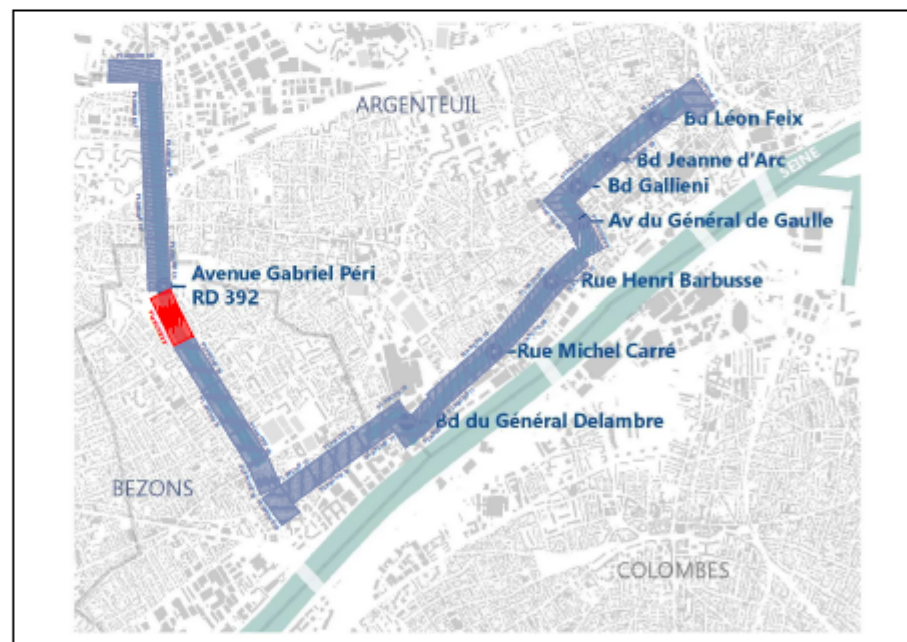 ARGENTEUIL
Bd Léon Feix
Bd Jeanne d'Arc
SEINE
Bd Gallieni
Av du Général de Gaulle
Avenue Gabriel Péri
RD 392
Rue Henri Barbusse
Rue Michel Carré
Bd du Général Delambre
BEZONS
COLOMBES